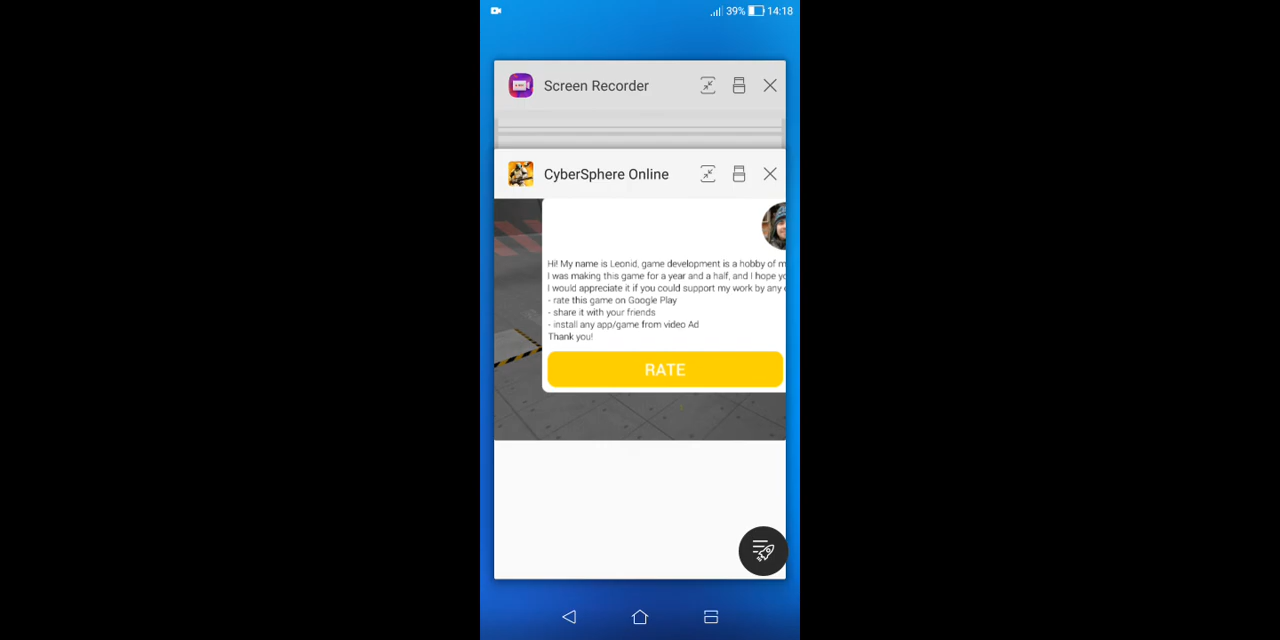 39% 14:18
Screen Recorder
CyberSphere Online
Hi! My name is Leonid, game development is a hobby of m
I was making this game for a year and a half, and I hope yo
I would appreciate it if you could support my work by any
- rate this game on Google Play
- share it with your friends
- install any app/game from video Ad
Thank you!
RATE